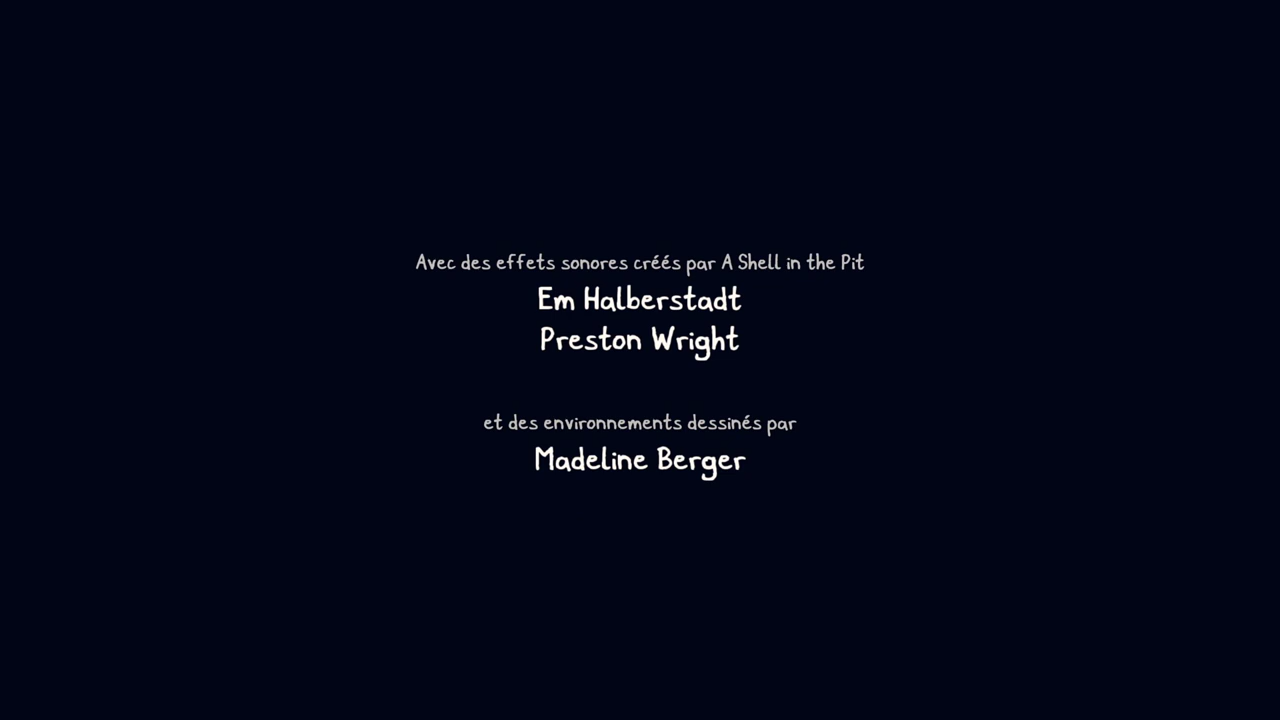 Avec des effets sonores créés par A Shell in the Pit
Em Halberstadt
Preston Wright
et des environnements dessinés par
Madeline Berger